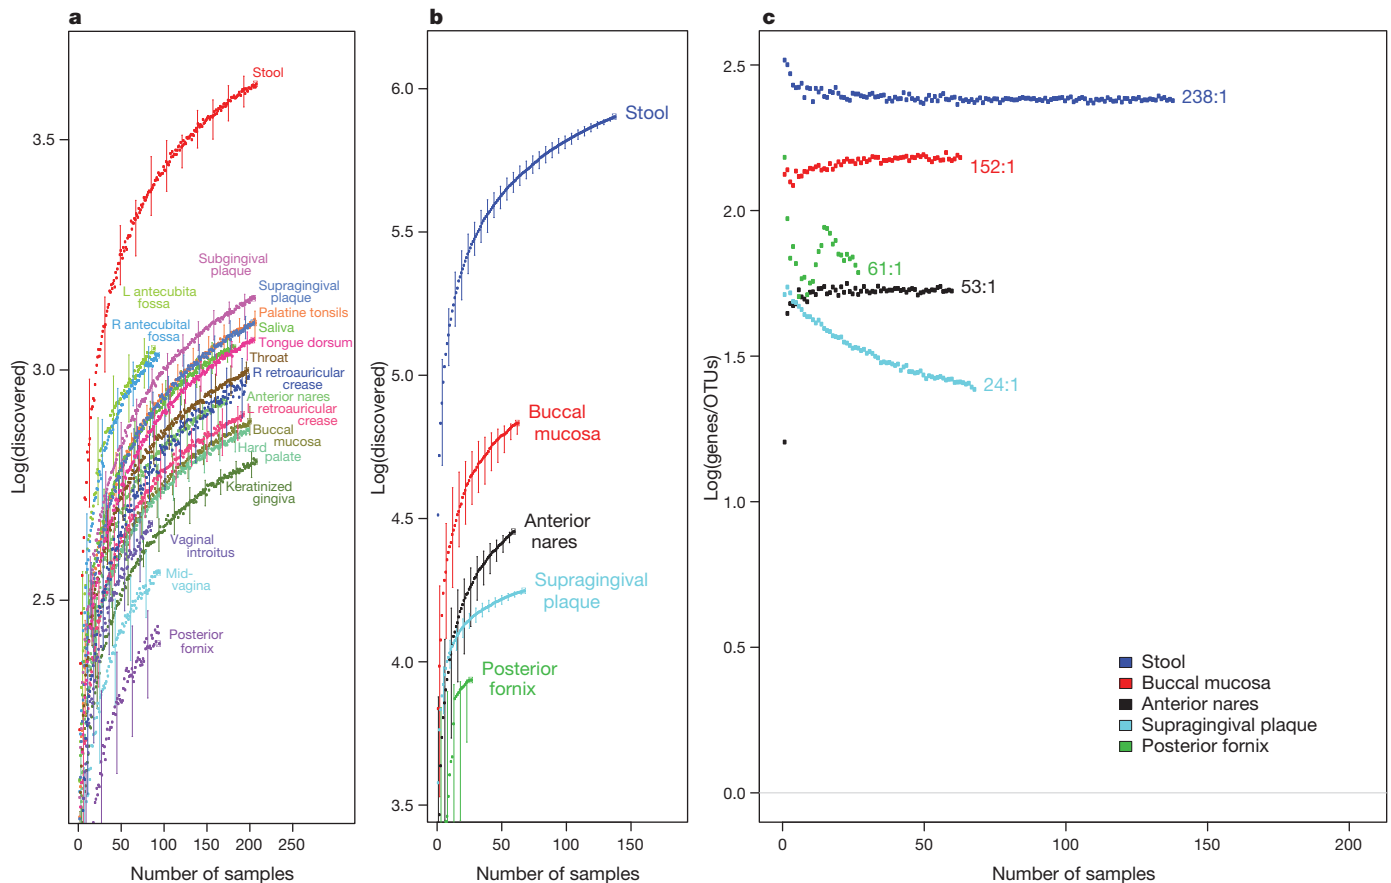 a
Log(discovered)
3.5
3.0
2.5
0
50
100
150
200
250
Number of samples
Stool
Subgingival
plaque
L antecubita
fossa
Supragingival
plaque
Palatine tonsils
R antecubital
fossa
Saliva
Tongue dorsum
Throat
R retroauricular
crease
Anterior nares
L retroauricular
crease
Buccal
mucosa
Hard
palate
Keratinized
gingiva
Vaginal
introitus
Mid-
vagina
Posterior
fornix
b
Log(discovered)
6.0
5.5
5.0
4.5
4.0
3.5
0
50
100
150
Number of samples
Stool
Buccal
mucosa
Anterior
nares
Supragingival
plaque
Posterior
fornix
c
Log(genes/OTUs)
2.5
2.0
1.5
1.0
0.5
0.0
0
50
100
150
200
Number of samples
238:1
152:1
61:1
53:1
24:1
Stool
Buccal mucosa
Anterior nares
Supragingival plaque
Posterior fornix